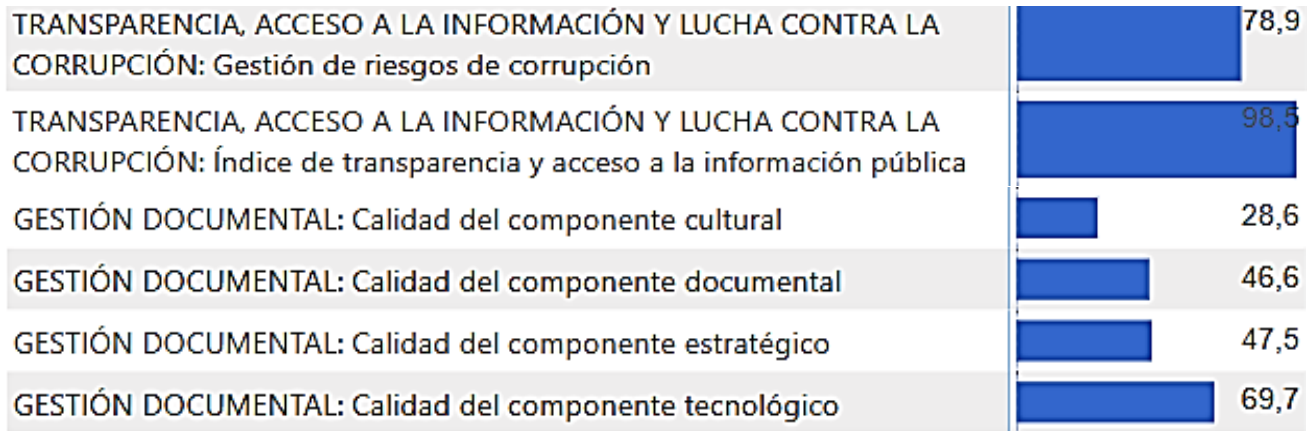 TRANSPARENCIA, ACCESO A LA INFORMACIÓN Y LUCHA CONTRA LA
CORRUPCIÓN: Gestión de riesgos de corrupción
78,9
TRANSPARENCIA, ACCESO A LA INFORMACIÓN Y LUCHA CONTRA LA
CORRUPCIÓN: Índice de transparencia y acceso a la información pública
98,5
GESTIÓN DOCUMENTAL: Calidad del componente cultural
28,6
GESTIÓN DOCUMENTAL: Calidad del componente documental
46,6
GESTIÓN DOCUMENTAL: Calidad del componente estratégico
47,5
GESTIÓN DOCUMENTAL: Calidad del componente tecnológico
69,7